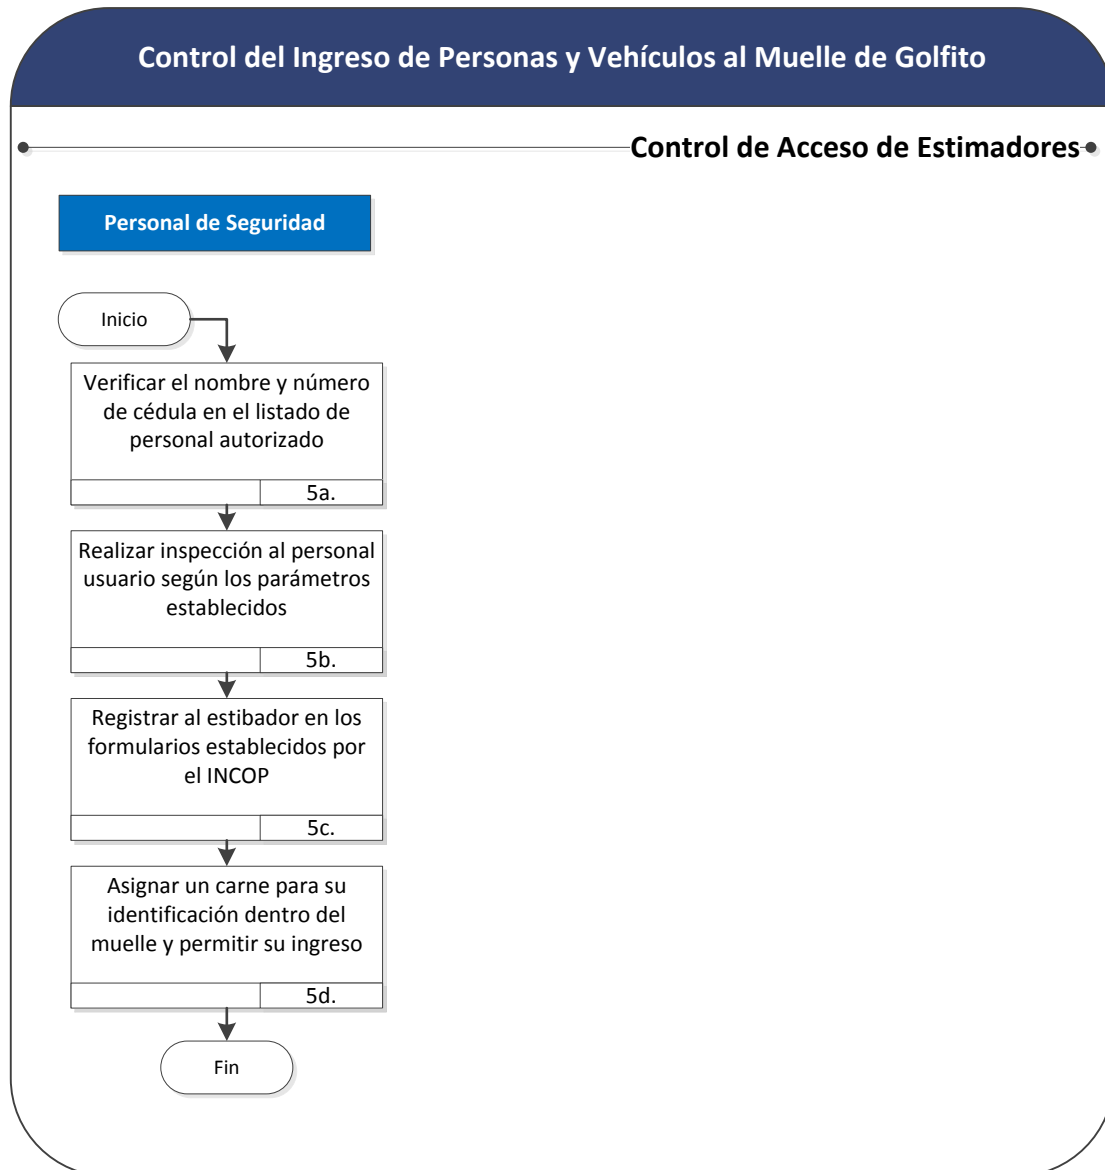 Control del Ingreso de Personas y Vehículos al Muelle de Golfito
Control de Acceso de Estimadores
Personal de Seguridad
Inicio
Verificar el nombre y número
de cédula en el listado de
personal autorizado
5a.
Realizar inspección al personal
usuario según los parámetros
establecidos
5b.
Registrar al estibador en los
formularios establecidos por
el INCOP
5c.
Asignar un carne para su
identificación dentro del
muelle y permitir su ingreso
5d.
Fin